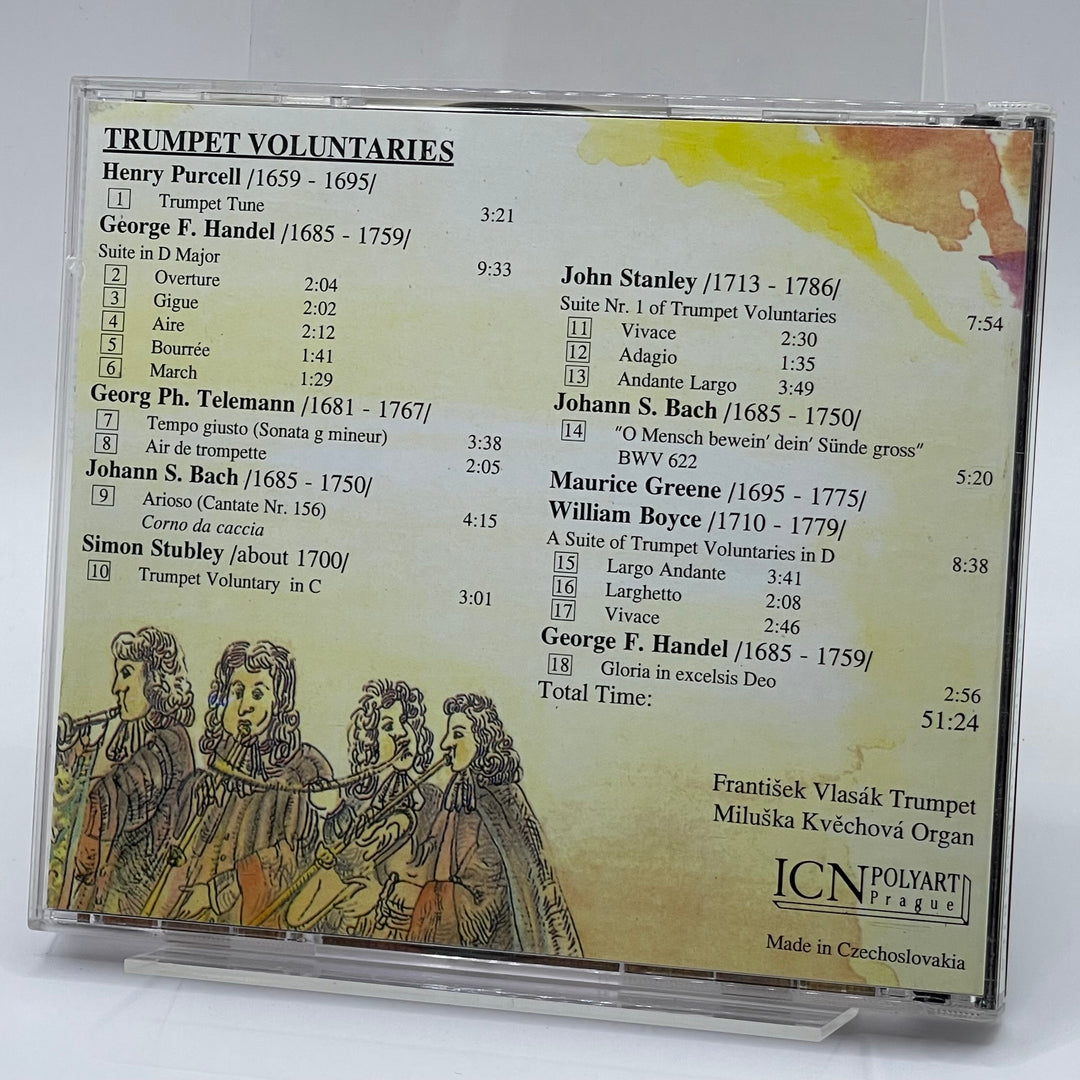 TRUMPET VOLUNTARIES
Henry Purcell /1659 - 1695/
1 Trumpet Tune 3:21
George F. Handel /1685 - 1759/
Suite in D Major 9:33
2 Overture 2:04
3 Gigue 2:02
4 Aire 2:12
5 Bourrée 1:41
6 March 1:29
Georg Ph. Telemann /1681 - 1767/
7 Tempo giusto (Sonata g mineur) 3:38
8 Air de trompette 2:05
Johann S. Bach /1685 - 1750/
9 Arioso (Cantate Nr. 156) 4:15
Corno da caccia
Simon Stubley /about 1700/
10 Trumpet Voluntary in C 3:01
John Stanley /1713 - 1786/
Suite Nr. 1 of Trumpet Voluntaries 7:54
11 Vivace 2:30
12 Adagio 1:35
13 Andante Largo 3:49
Johann S. Bach /1685 - 1750/
14 "O Mensch bewein' dein' Sünde gross"
BWV 622 5:20
Maurice Greene /1695 - 1775/
William Boyce /1710 - 1779/
A Suite of Trumpet Voluntaries in D 8:38
15 Largo Andante 3:41
16 Larghetto 2:08
17 Vivace 2:46
George F. Handel /1685 - 1759/
18 Gloria in excelsis Deo 2:56
Total Time: 51:24
František Vlasák Trumpet
Miluška Kvěchová Organ
ICN POLYART
Prague
Made in Czechoslovakia